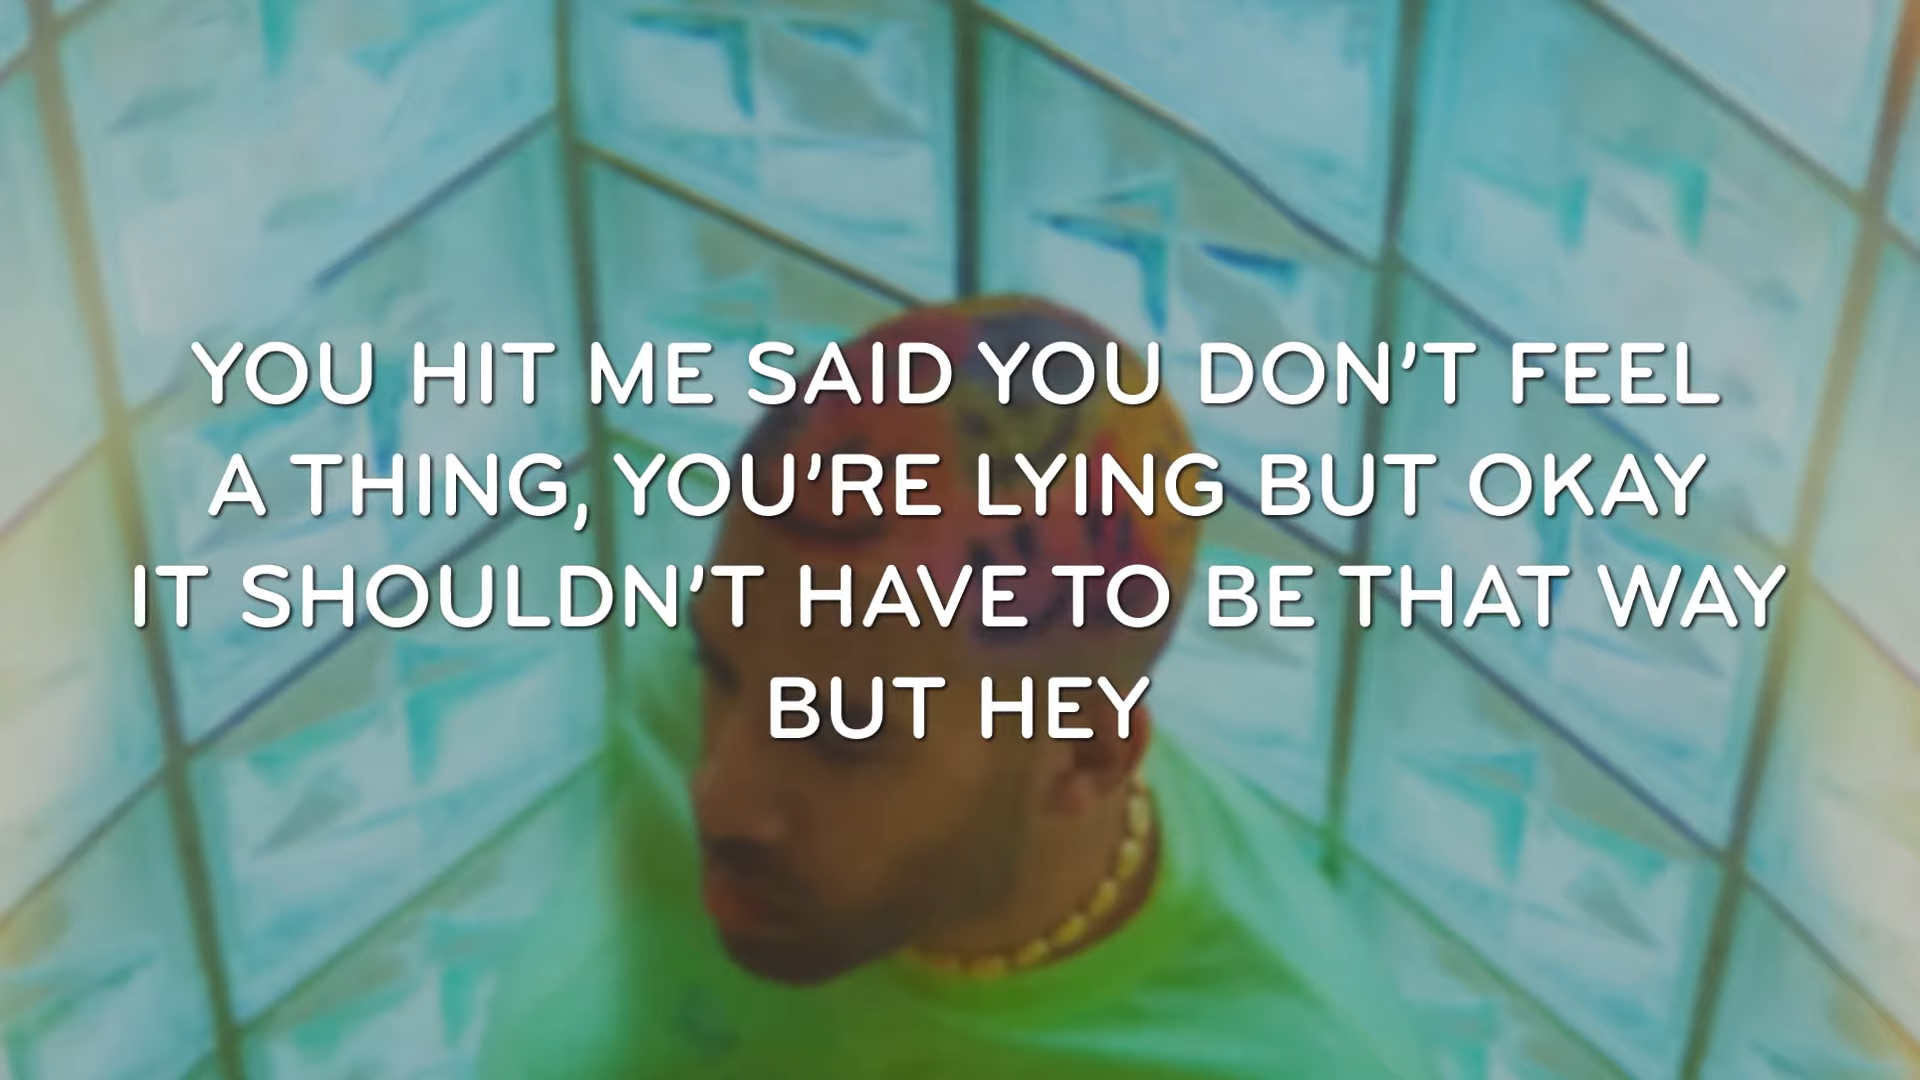 YOU HIT ME SAID YOU DON'T FEEL
A THING, YOU'RE LYING BUT OKAY
IT SHOULDN'T HAVE TO BE THAT WAY
BUT HEY